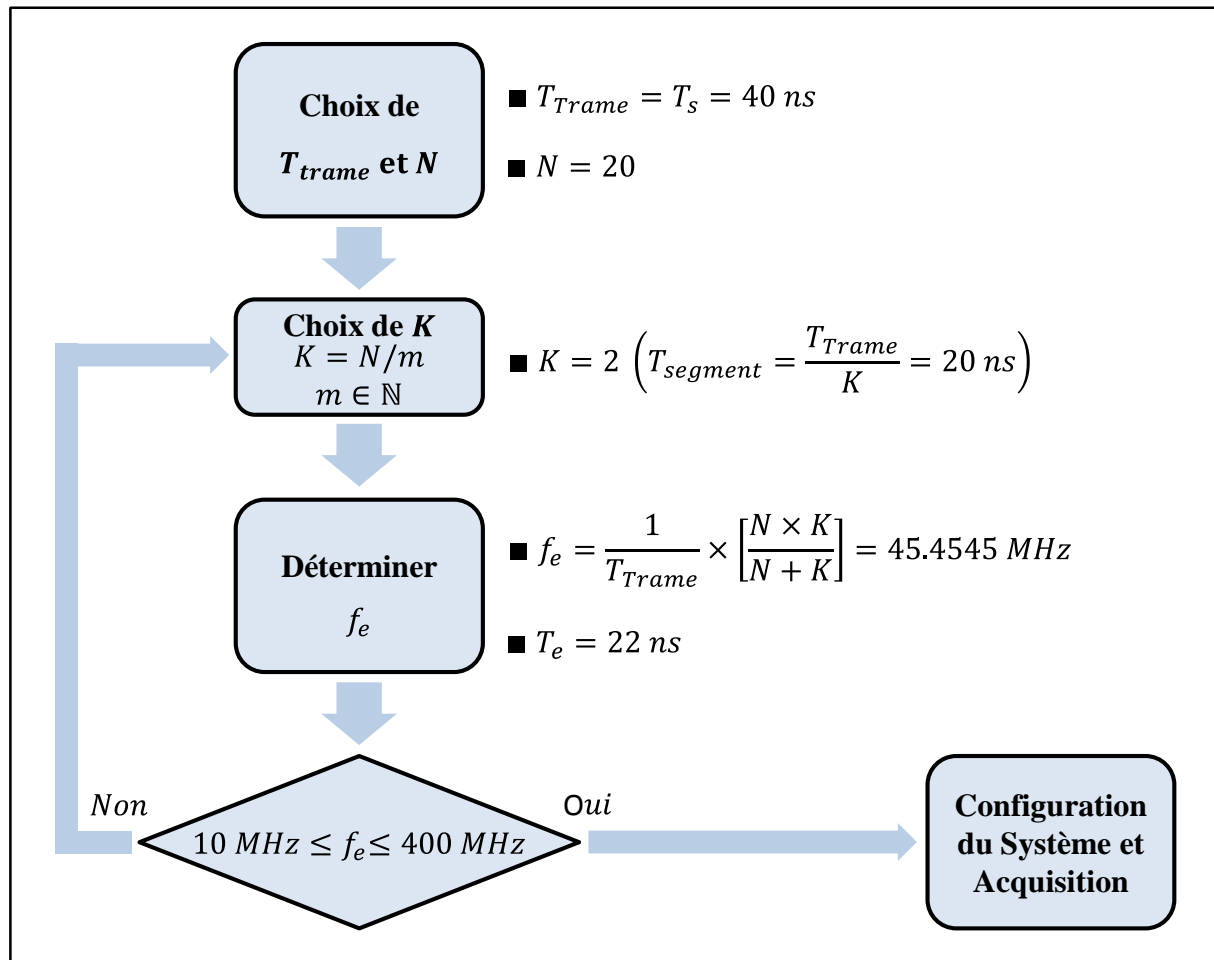 Choix de
T_trame et N
■ T_Trame = T_s = 40 ns
■ N = 20
Choix de K
K = N/m
m ∈ ℕ
■ K = 2 (T_segment = T_Trame / K = 20 ns)
Déterminer
f_e
■ f_e = 1 / T_Trame × [N × K / N + K] = 45.4545 MHz
■ T_e = 22 ns
Non
10 MHz ≤ f_e ≤ 400 MHz
Oui
Configuration
du Système et
Acquisition